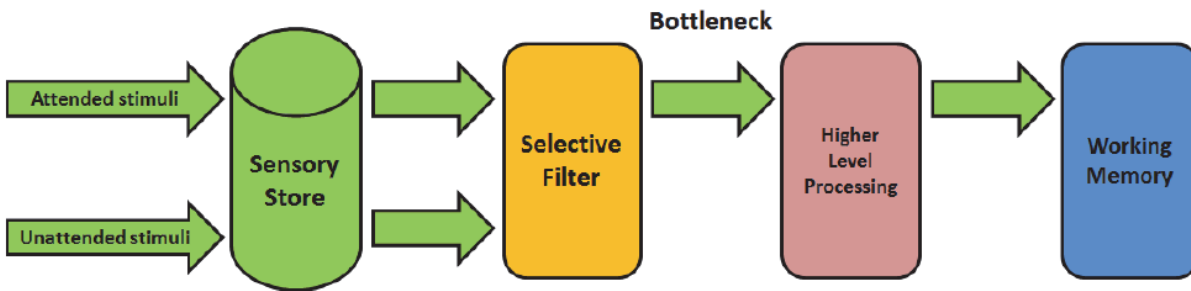 Bottleneck
Attended stimuli
Unattended stimuli
Sensory
Store
Selective
Filter
Higher
Level
Processing
Working
Memory